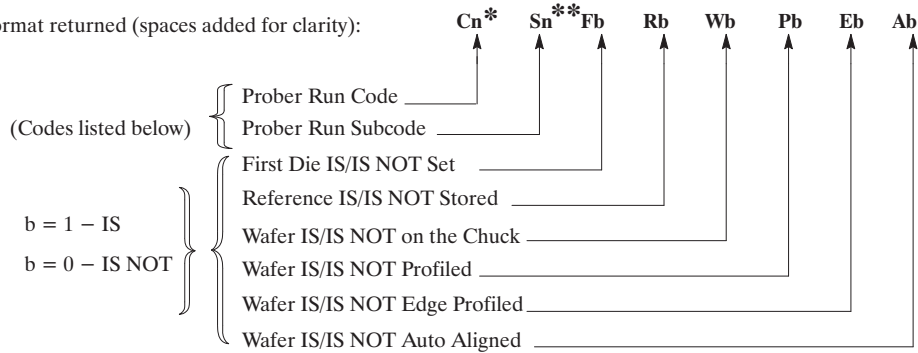 ormat returned (spaces added for clarity): Cn* Sn** Fb Rb Wb Pb Eb Ab
Prober Run Code
(Codes listed below)
Prober Run Subcode
First Die IS/IS NOT Set
Reference IS/IS NOT Stored
b = 1 – IS
Wafer IS/IS NOT on the Chuck
b = 0 – IS NOT
Wafer IS/IS NOT Profiled
Wafer IS/IS NOT Edge Profiled
Wafer IS/IS NOT Auto Aligned